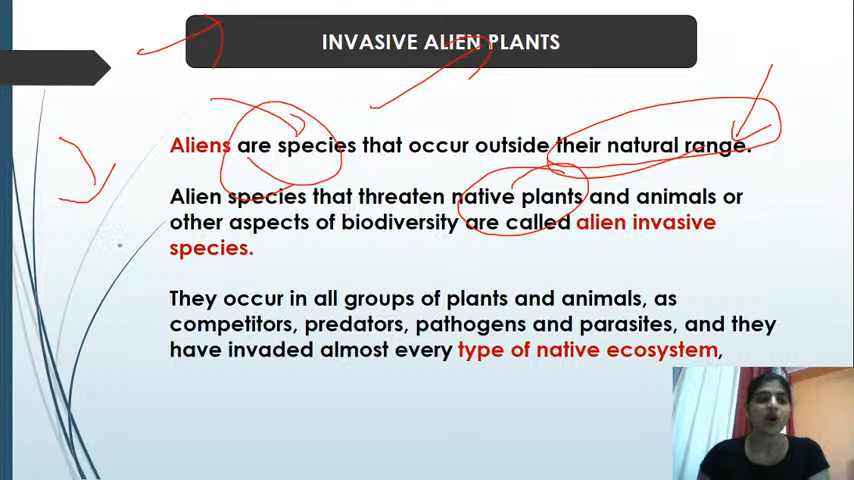 INVASIVE ALIEN PLANTS
Aliens are species that occur outside their natural range.
Alien species that threaten native plants and animals or
other aspects of biodiversity are called alien invasive
species.
They occur in all groups of plants and animals, as
competitors, predators, pathogens and parasites, and they
have invaded almost every type of native ecosystem,